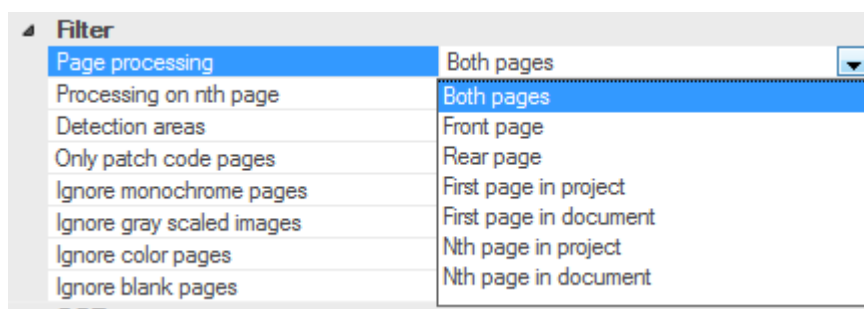 Filter
Page processing Both pages
Processing on nth page Both pages
Detection areas Front page
Only patch code pages Rear page
Ignore monochrome pages First page in project
Ignore gray scaled images First page in document
Ignore color pages Nth page in project
Ignore blank pages Nth page in document